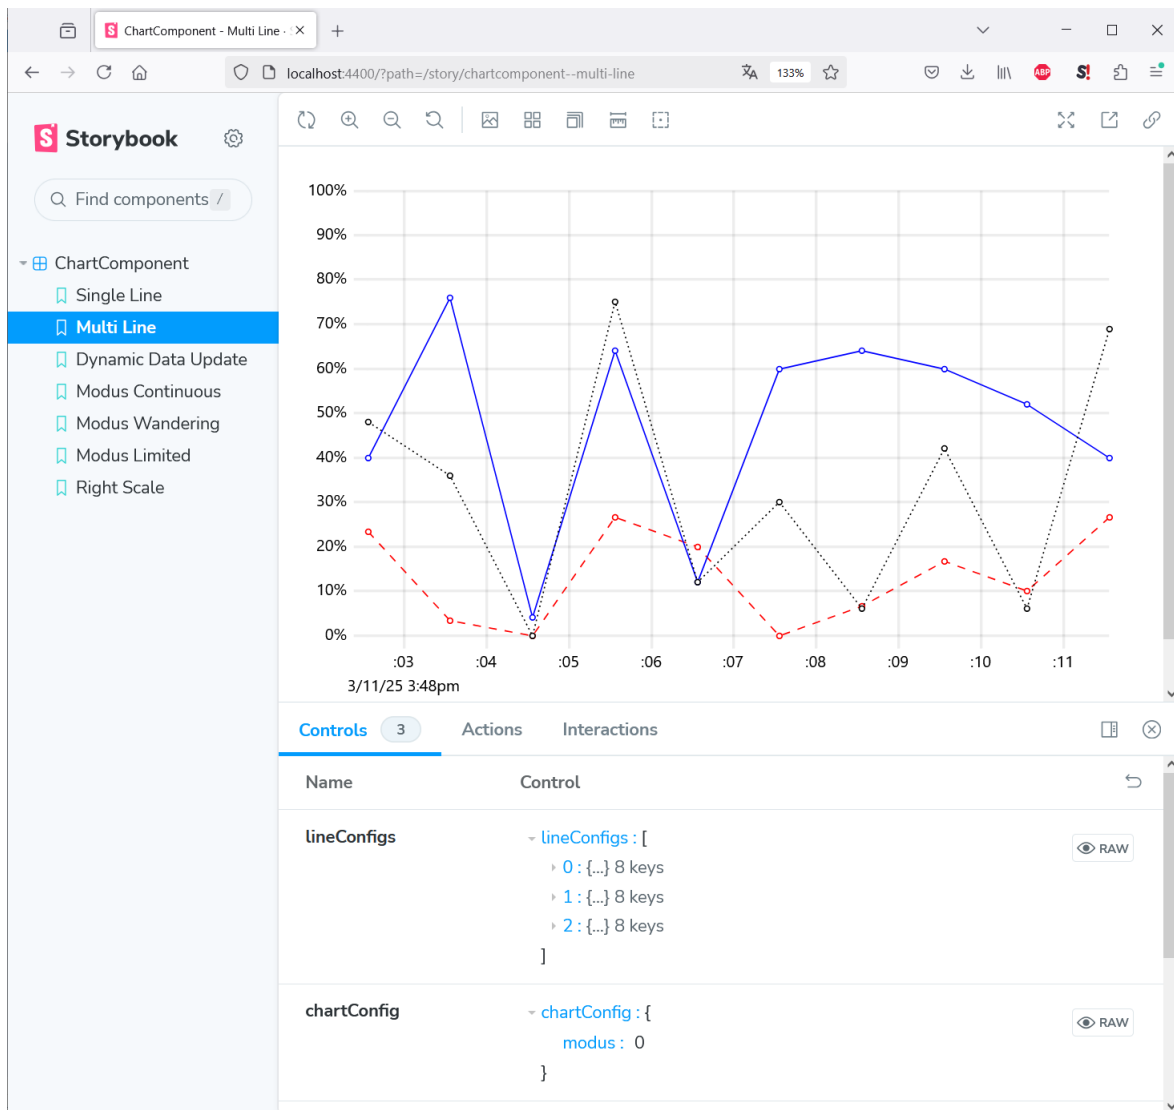 ChartComponent - Multi Line ·
localhost:4400/?path=/story/chartcomponent--multi-line
133%
ABP
S!
S Storybook
Find components /
ChartComponent
Single Line
Multi Line
Dynamic Data Update
Modus Continuous
Modus Wandering
Modus Limited
Right Scale
100%
90%
80%
70%
60%
50%
40%
30%
20%
10%
0%
:03 :04 :05 :06 :07 :08 :09 :10 :11
3/11/25 3:48pm
Controls 3 Actions Interactions
Name Control
lineConfigs lineConfigs : [
RAW
0 : {...} 8 keys
1 : {...} 8 keys
2 : {...} 8 keys
]
chartConfig chartConfig : {
RAW
modus : 0
}